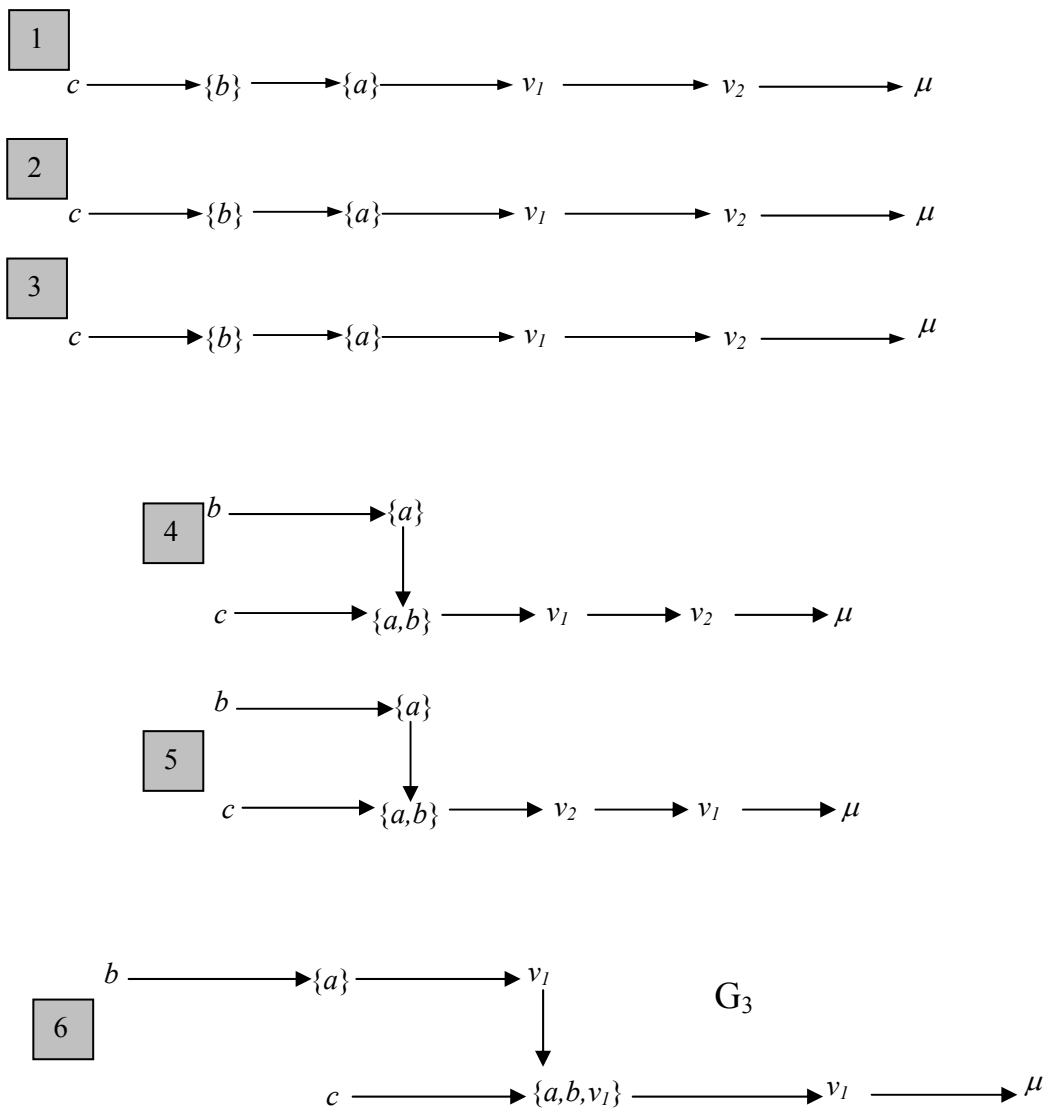 1
c {b} {a} v₁ v₂ μ
2
c {b} {a} v₁ v₂ μ
3
c {b} {a} v₁ v₂ μ
4
b {a}
c {a,b} v₁ v₂ μ
b {a}
5
c {a,b} v₂ v₁ μ
b {a} v₁
G₃
6
c {a,b,v₁} v₁ μ